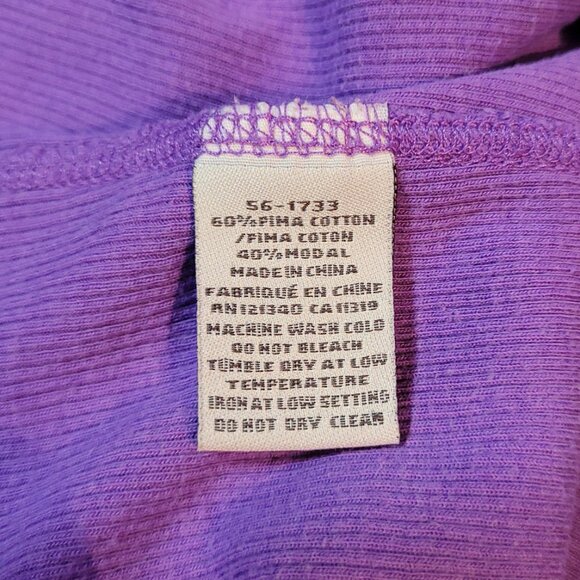 56-1733
60%PIMA COTTON
/PIMA COTON
40%MODAL
MADE IN CHINA
FABRIQUÉ EN CHINE
RN121340 CA11319
MACHINE WASH COLD
DO NOT BLEACH
TUMBLE DRY AT LOW
TEMPERATURE
IRON AT LOW SETTING
DO NOT DRY CLEAN